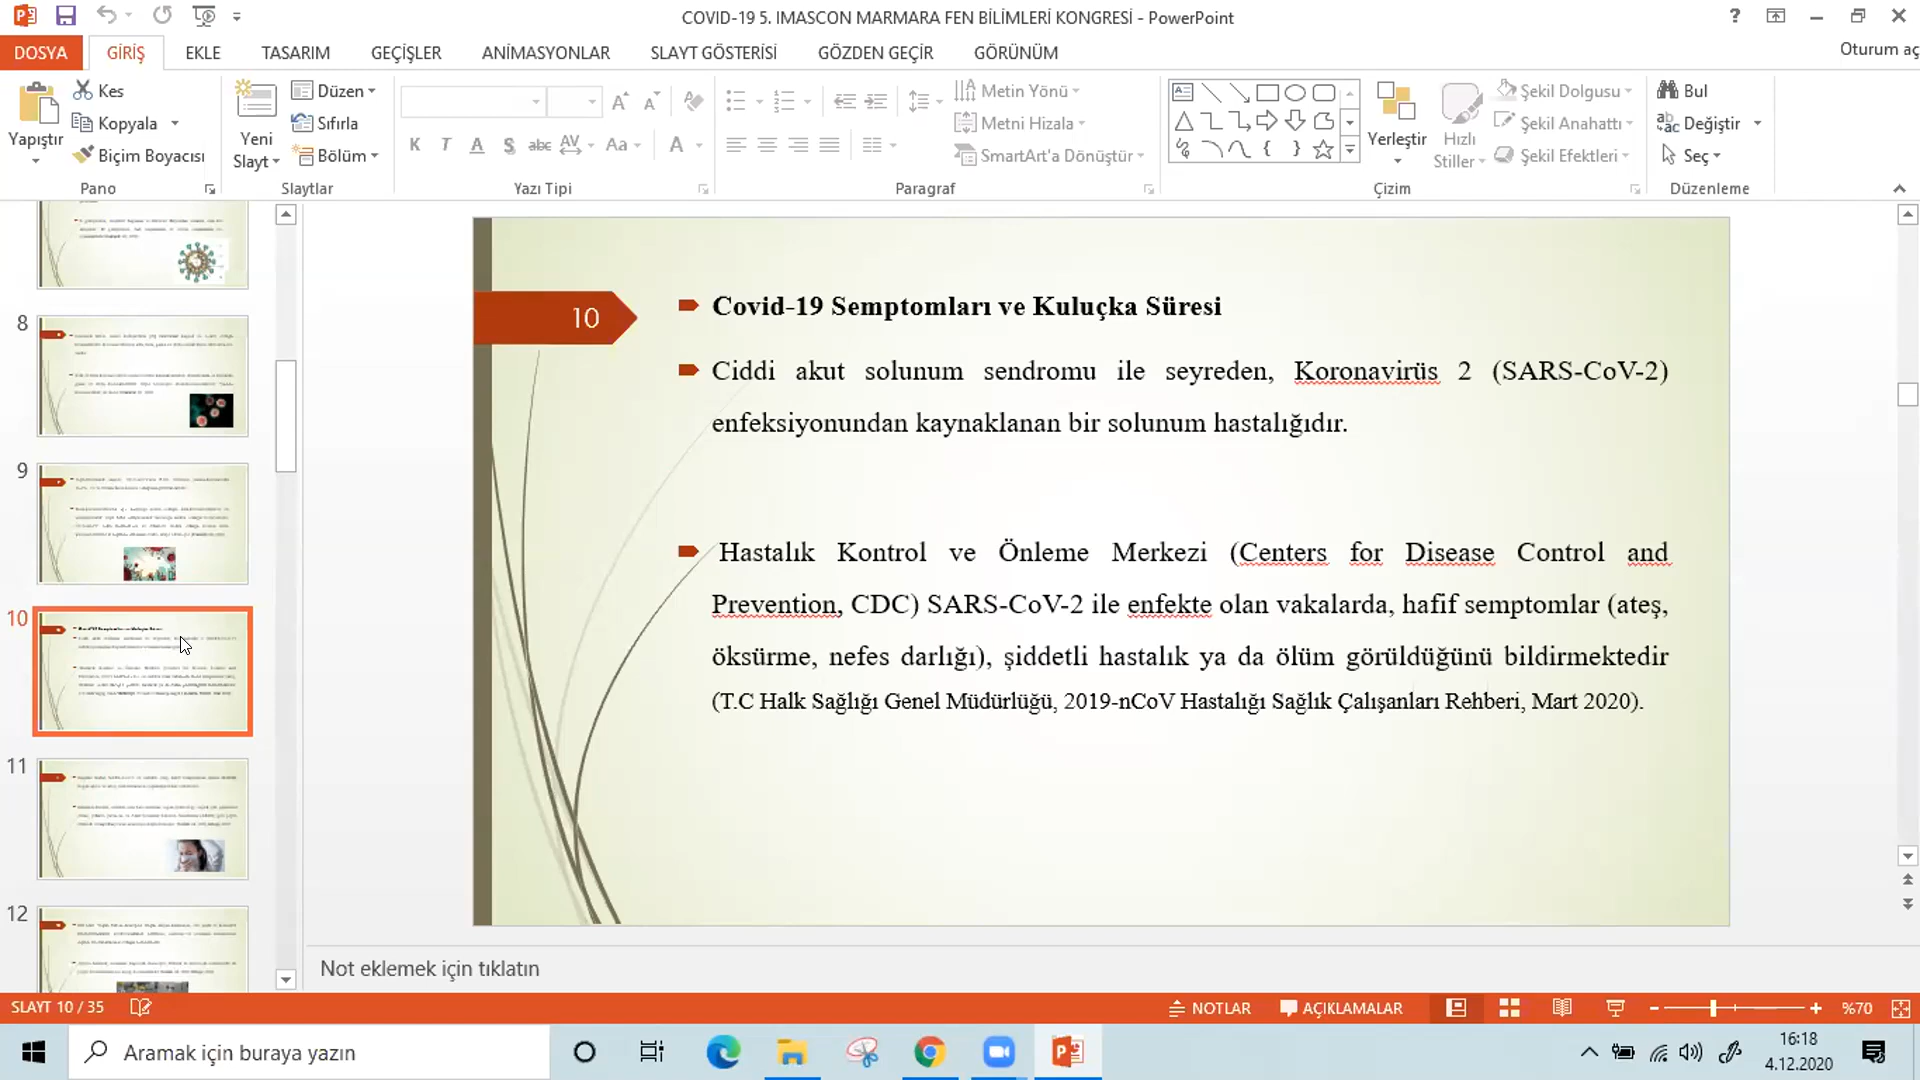 COVID-19 5. IMASCON MARMARA FEN BİLİMLERİ KONGRESİ - PowerPoint
DOSYA GİRİŞ EKLE TASARIM GEÇİŞLER ANİMASYONLAR SLAYT GÖSTERİSİ GÖZDEN GEÇİR GÖRÜNÜM Oturum aç
Yapıştır
Kes
Kopyala
Biçim Boyacısı
Pano
Yeni Slayt
Düzen
Sıfırla
Bölüm
Slaytlar
K T A S abc AV Aa A
Yazı Tipi
Metin Yönü
Metni Hizala
SmartArt'a Dönüştür
Paragraf
Yerleştir
Hızlı Stiller
Şekil Dolgusu
Şekil Anahattı
Şekil Efektleri
Çizim
Bul
Değiştir
Seç
Düzenleme
8
9
10
11
12
10
Covid-19 Semptomları ve Kuluçka Süresi
Ciddi akut solunum sendromu ile seyreden, Koronavirüs 2 (SARS-CoV-2)
enfeksiyonundan kaynaklanan bir solunum hastalığıdır.
Hastalık Kontrol ve Önleme Merkezi (Centers for Disease Control and
Prevention, CDC) SARS-CoV-2 ile enfekte olan vakalarda, hafif semptomlar (ateş,
öksürme, nefes darlığı), şiddetli hastalık ya da ölüm görüldüğünü bildirmektedir
(T.C Halk Sağlığı Genel Müdürlüğü, 2019-nCoV Hastalığı Sağlık Çalışanları Rehberi, Mart 2020).
Not eklemek için tıklatın
SLAYT 10 / 35 NOTLAR AÇIKLAMALAR %70
Aramak için buraya yazın
16:18
4.12.2020